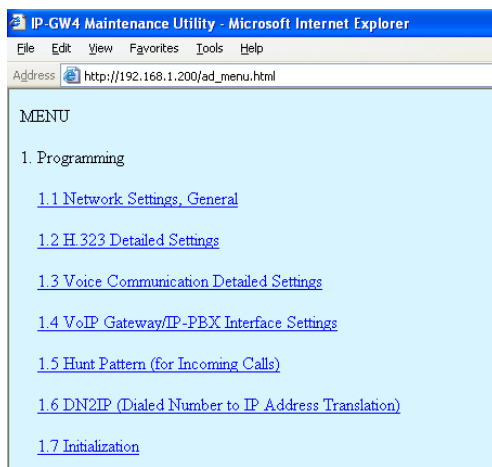 IP-GW4 Maintenance Utility - Microsoft Internet Explorer
File Edit View Favorites Tools Help
Address http://192.168.1.200/ad_menu.html
MENU
1. Programming
1.1 Network Settings, General
1.2 H.323 Detailed Settings
1.3 Voice Communication Detailed Settings
1.4 VoIP Gateway/IP-PBX Interface Settings
1.5 Hunt Pattern (for Incoming Calls)
1.6 DN2IP (Dialed Number to IP Address Translation)
1.7 Initialization